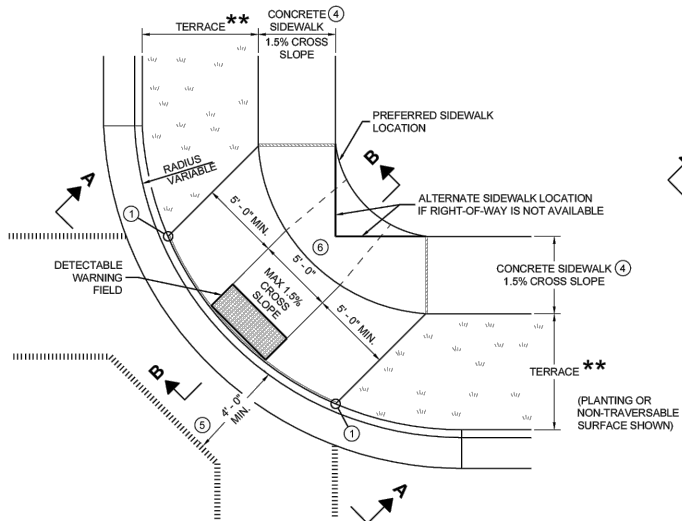 TERRACE **
CONCRETE ④
SIDEWALK
1.5% CROSS
SLOPE
PREFERRED SIDEWALK
LOCATION
B
RADIUS
VARIABLE
A
ALTERNATE SIDEWALK LOCATION
IF RIGHT-OF-WAY IS NOT AVAILABLE
①
5'- 0" MIN.
⑥
DETECTABLE
WARNING
FIELD
5'- 0"
MAX 1.5%
CROSS
SLOPE
5'- 0" MIN.
CONCRETE SIDEWALK ④
1.5% CROSS SLOPE
TERRACE **
(PLANTING OR
NON-TRAVERSABLE
SURFACE SHOWN)
B
⑤
4'- 0"
MIN.
①
A